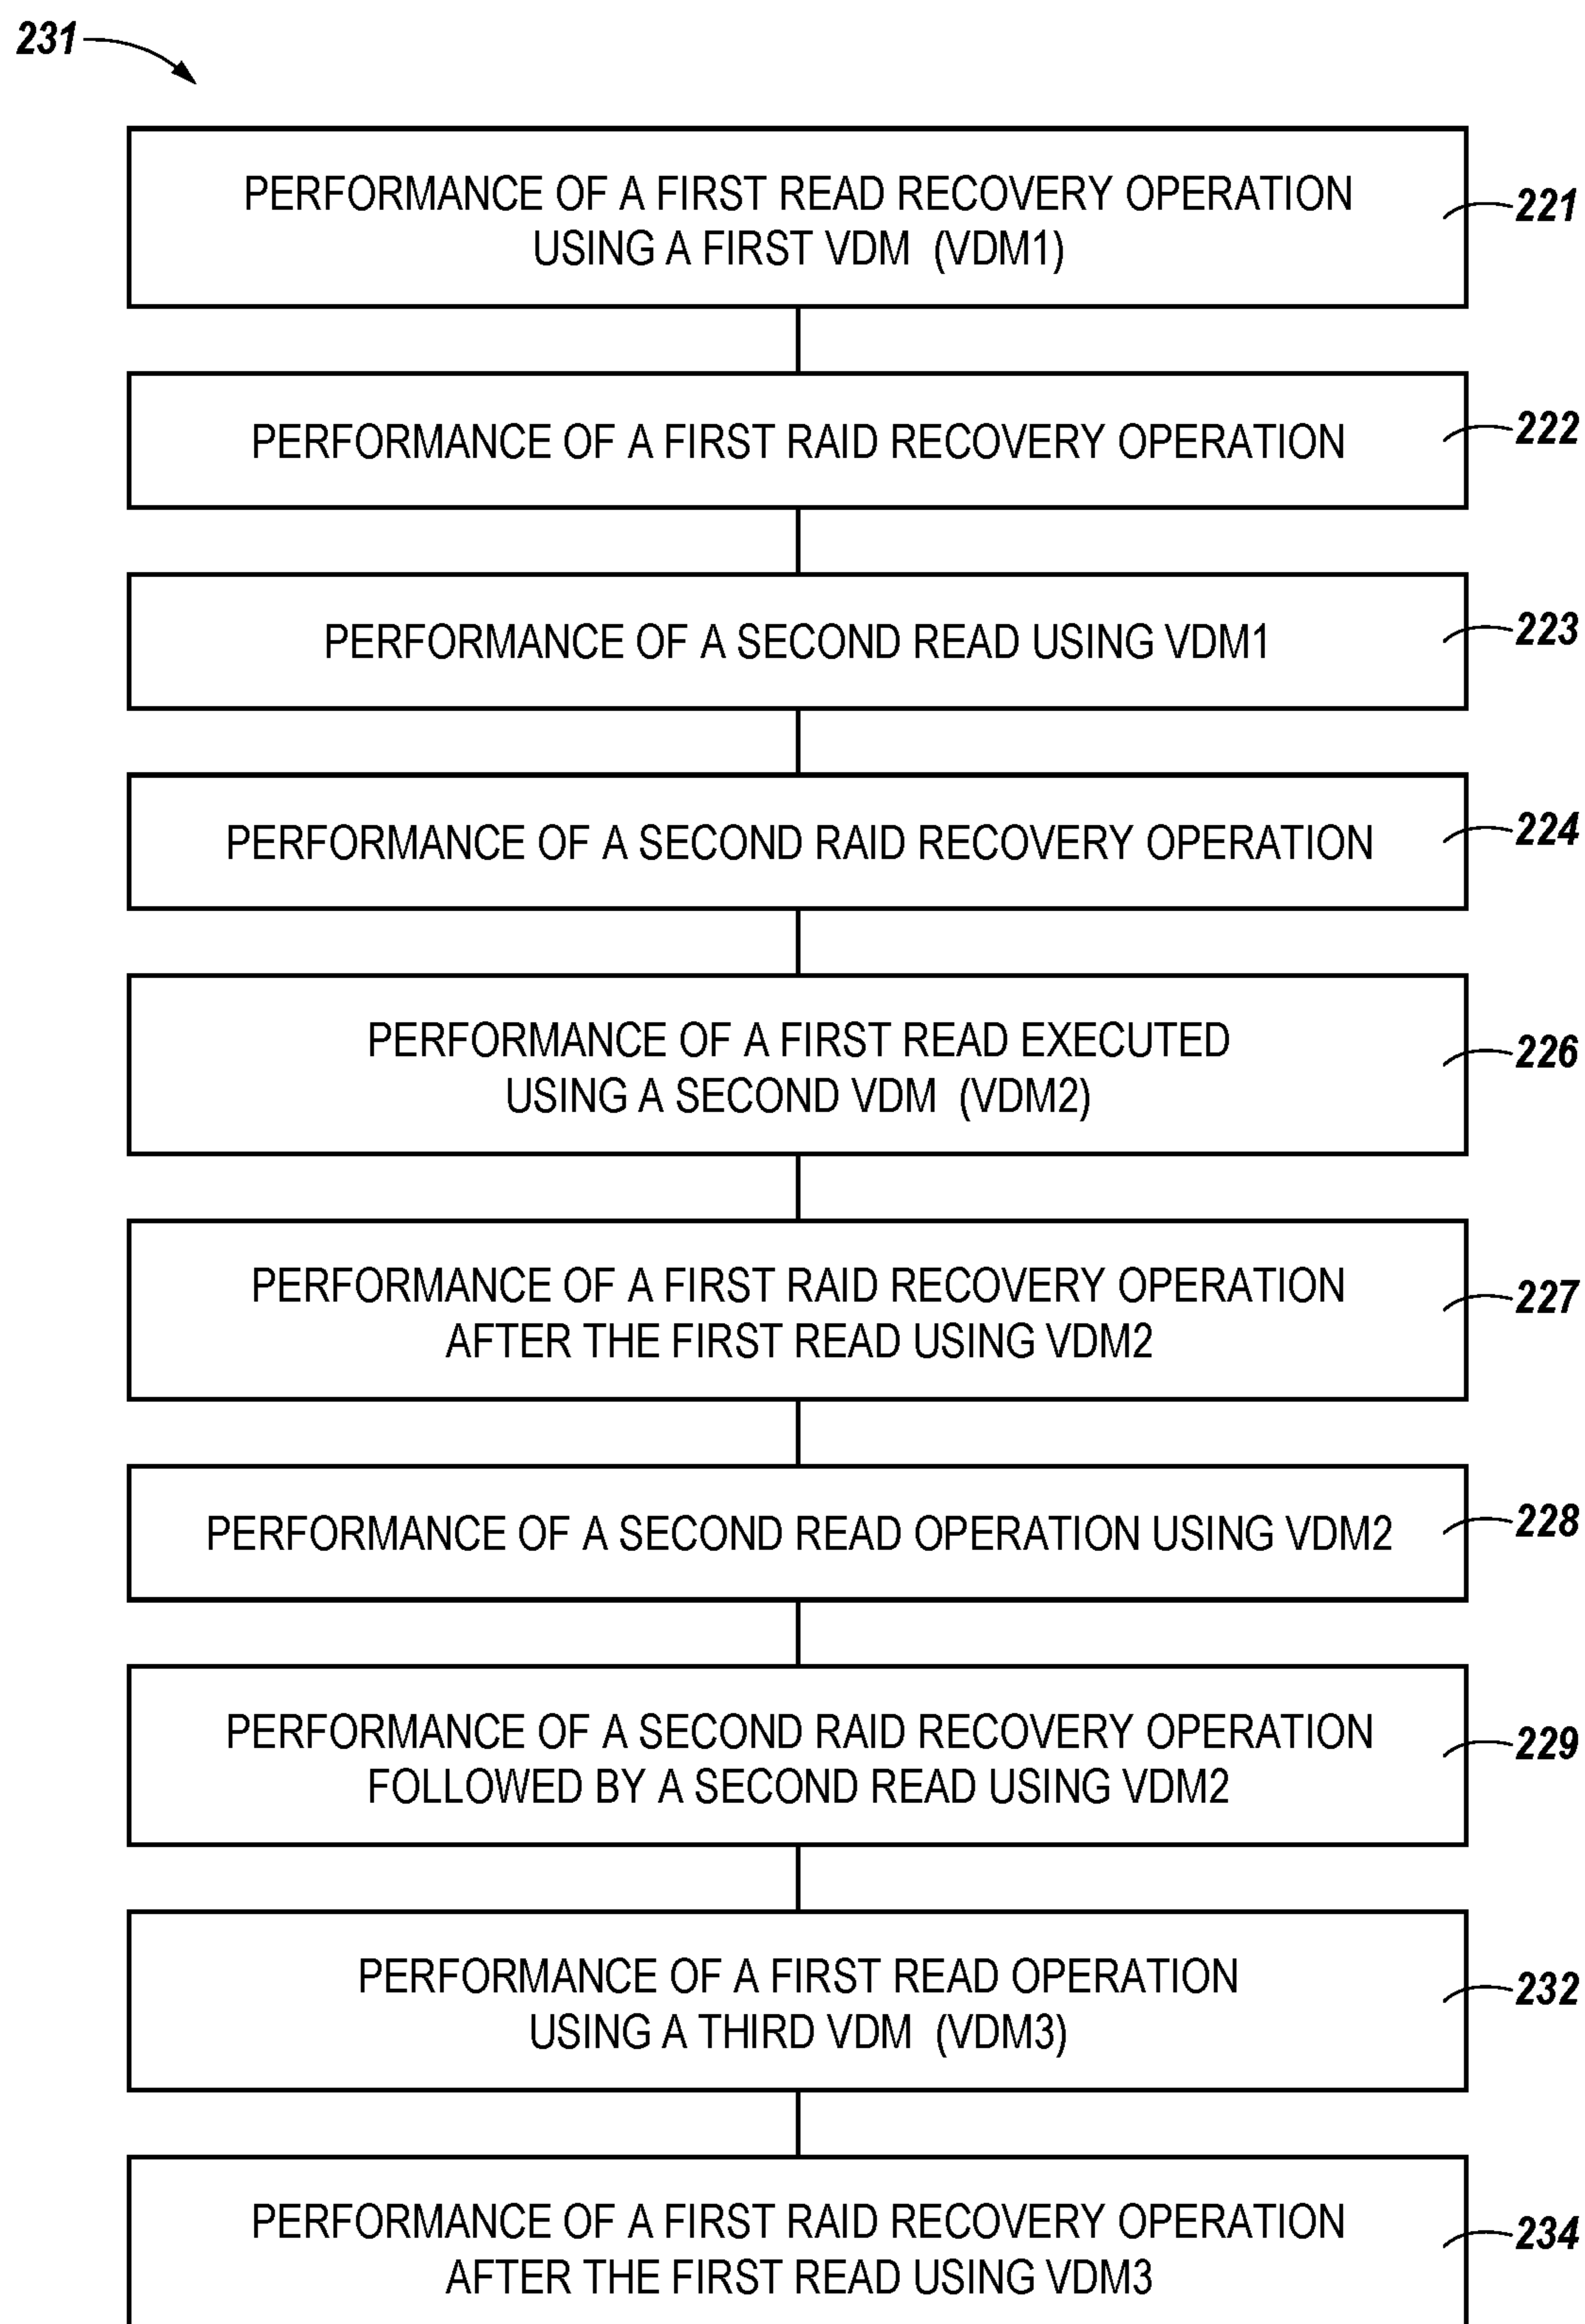 231
PERFORMANCE OF A FIRST READ RECOVERY OPERATION
USING A FIRST VDM (VDM1)
221
PERFORMANCE OF A FIRST RAID RECOVERY OPERATION
222
PERFORMANCE OF A SECOND READ USING VDM1
223
PERFORMANCE OF A SECOND RAID RECOVERY OPERATION
224
PERFORMANCE OF A FIRST READ EXECUTED
USING A SECOND VDM (VDM2)
226
PERFORMANCE OF A FIRST RAID RECOVERY OPERATION
AFTER THE FIRST READ USING VDM2
227
PERFORMANCE OF A SECOND READ OPERATION USING VDM2
228
PERFORMANCE OF A SECOND RAID RECOVERY OPERATION
FOLLOWED BY A SECOND READ USING VDM2
229
PERFORMANCE OF A FIRST READ OPERATION
USING A THIRD VDM (VDM3)
232
PERFORMANCE OF A FIRST RAID RECOVERY OPERATION
AFTER THE FIRST READ USING VDM3
234